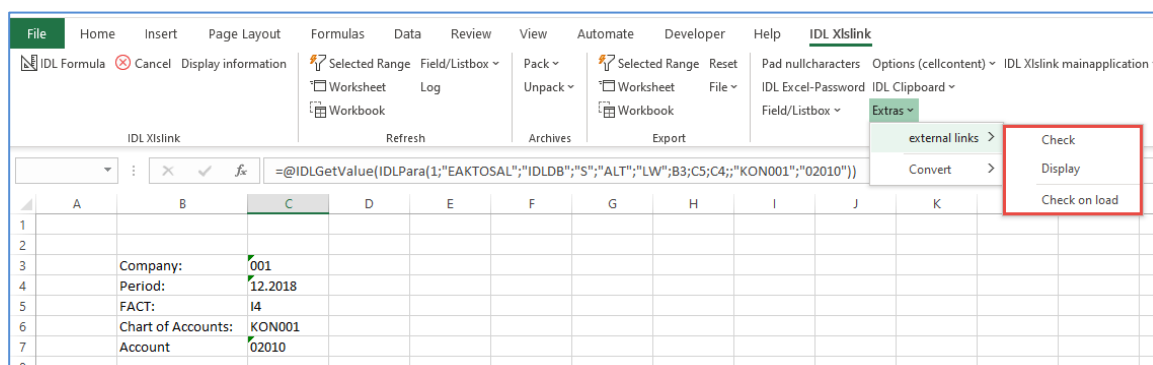 File Home Insert Page Layout Formulas Data Review View Automate Developer Help IDL Xlslink
IDL Formula Cancel Display information Selected Range Field/Listbox Pack Selected Range Reset Pad nullcharacters Options (cellcontent) IDL Xlslink mainapplication
Worksheet Log Unpack Worksheet File IDL Excel-Password IDL Clipboard
Workbook Workbook Field/Listbox Extras
IDL Xlslink Refresh Archives Export
external links Check
Convert Display
Check on load
fx =@IDLGetValue(IDLPara(1;"EAKTOSAL";"IDLDB";"S";"ALT";"LW";B3;C5;C4;;"KON001";"02010"))
A B C D E F G H I J K
1
2
3 Company: 001
4 Period: 12.2018
5 FACT: I4
6 Chart of Accounts: KON001
7 Account 02010